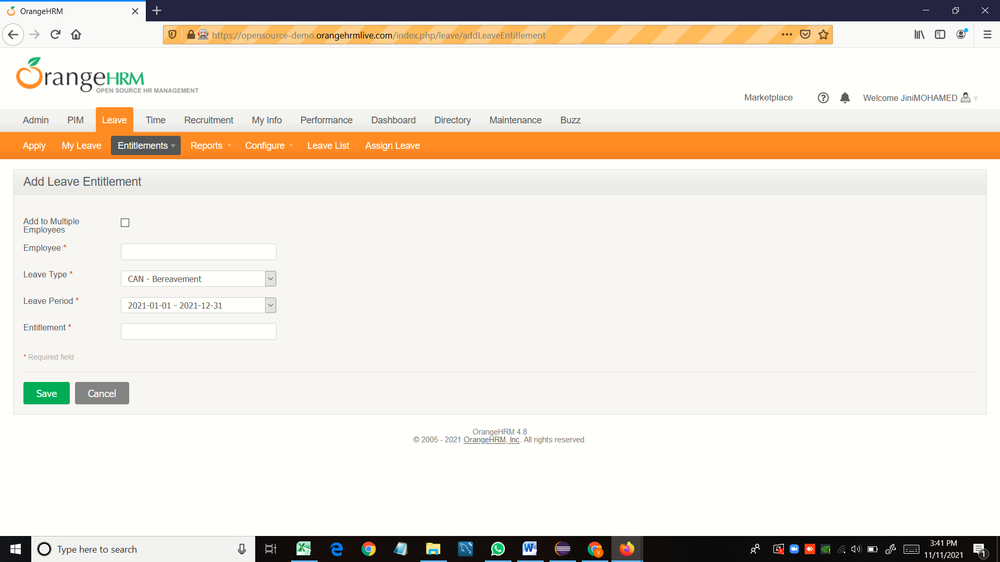 OrangeHRM
https://opensource-demo.orangehrmlive.com/index.php/leave/addLeaveEntitlement
OrangeHRM
OPEN SOURCE HR MANAGEMENT
Marketplace
Welcome JiniMOHAMED
Admin PIM Leave Time Recruitment My Info Performance Dashboard Directory Maintenance Buzz
Apply My Leave Entitlements Reports Configure Leave List Assign Leave
Add Leave Entitlement
Add to Multiple
Employees
Employee *
Leave Type * CAN - Bereavement
Leave Period * 2021-01-01 - 2021-12-31
Entitlement *
* Required field
Save Cancel
OrangeHRM 4.8
© 2005 - 2021 OrangeHRM, Inc. All rights reserved.
Type here to search
3:41 PM
11/11/2021
1